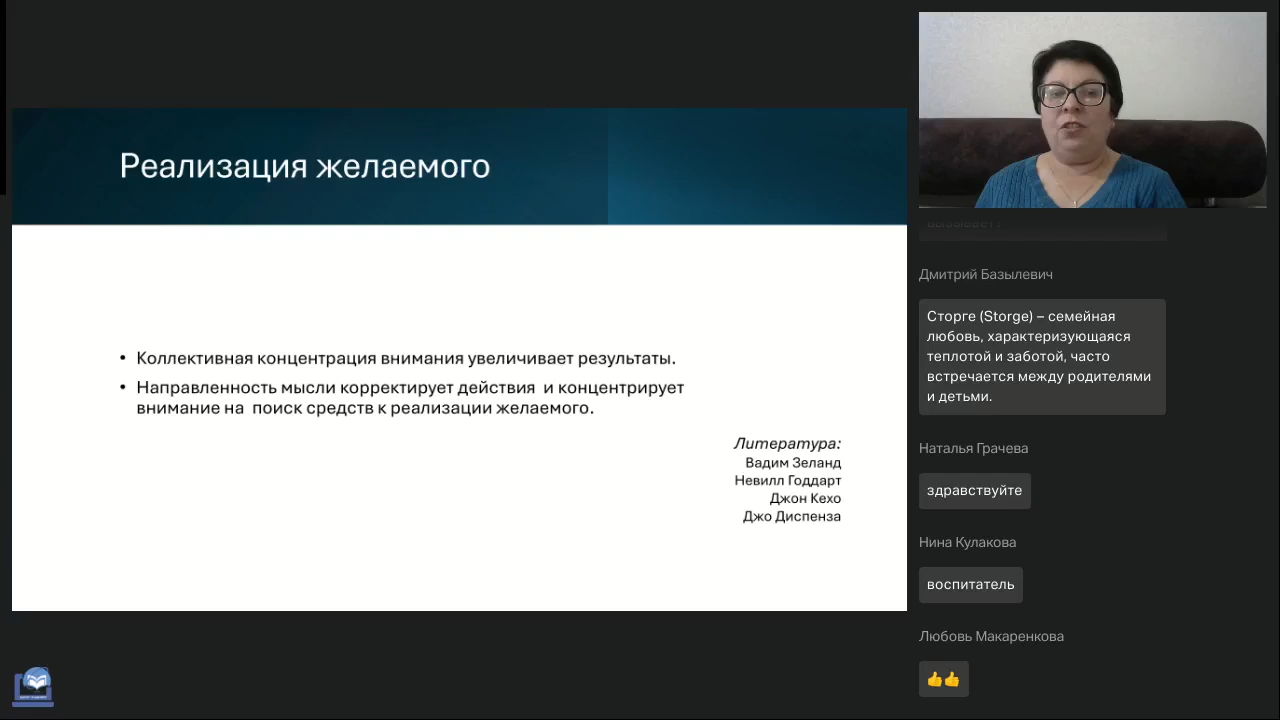 Реализация желаемого
• Коллективная концентрация внимания увеличивает результаты.
• Направленность мысли корректирует действия и концентрирует
внимание на поиск средств к реализации желаемого.
Литература:
Вадим Зеланд
Невилл Годдарт
Джон Кехо
Джо Диспенза
Дмитрий Базылевич
Сторге (Storge) – семейная
любовь, характеризующаяся
теплотой и заботой, часто
встречается между родителями
и детьми.
Наталья Грачева
здравствуйте
Нина Кулакова
воспитатель
Любовь Макаренкова
👍👍